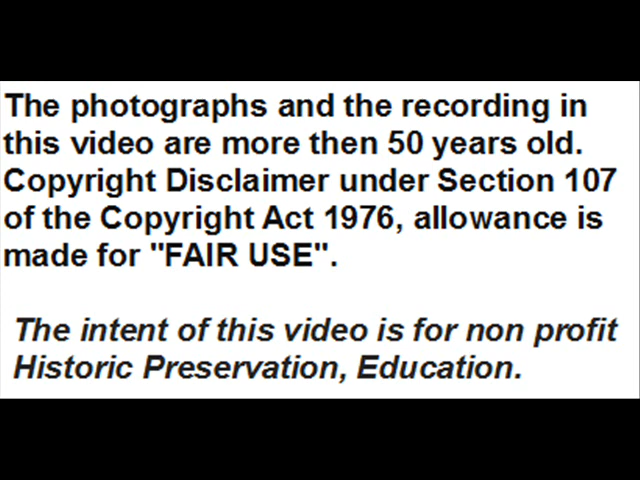 The photographs and the recording in
this video are more then 50 years old.
Copyright Disclaimer under Section 107
of the Copyright Act 1976, allowance is
made for "FAIR USE".
The intent of this video is for non profit
Historic Preservation, Education.